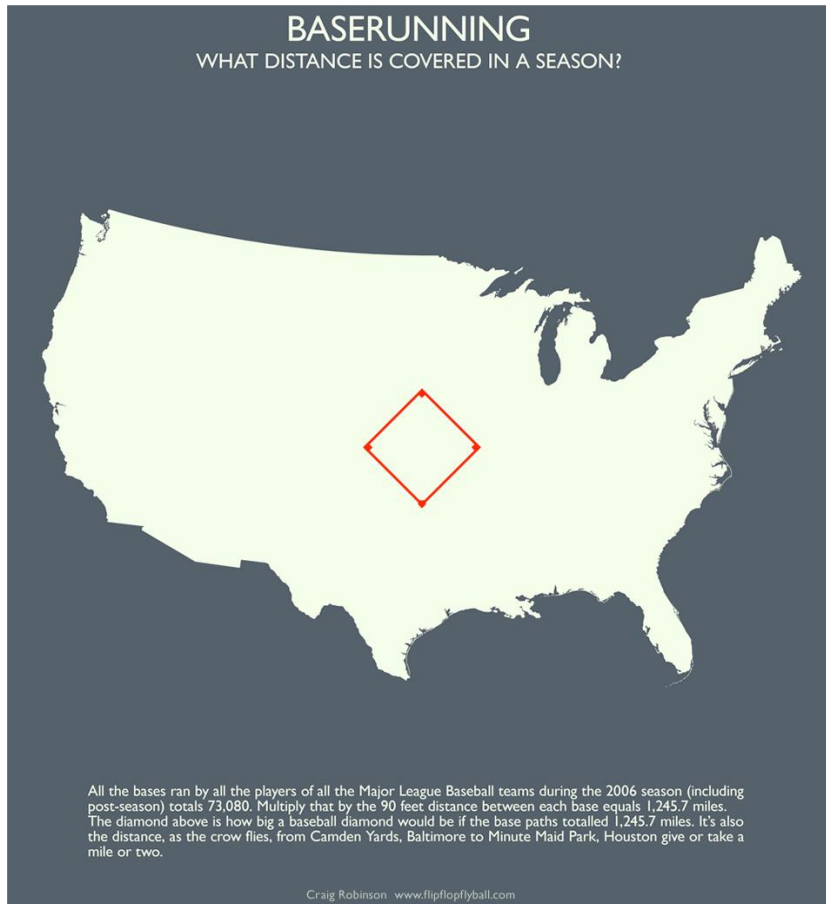 BASERUNNING
WHAT DISTANCE IS COVERED IN A SEASON?
All the bases ran by all the players of all the Major League Baseball teams during the 2006 season (including
post-season) totals 73,080. Multiply that by the 90 feet distance between each base equals 1,245.7 miles.
The diamond above is how big a baseball diamond would be if the base paths totalled 1,245.7 miles. It's also
the distance, as the crow flies, from Camden Yards, Baltimore to Minute Maid Park, Houston give or take a
mile or two.
Craig Robinson www.flipflopflyball.com